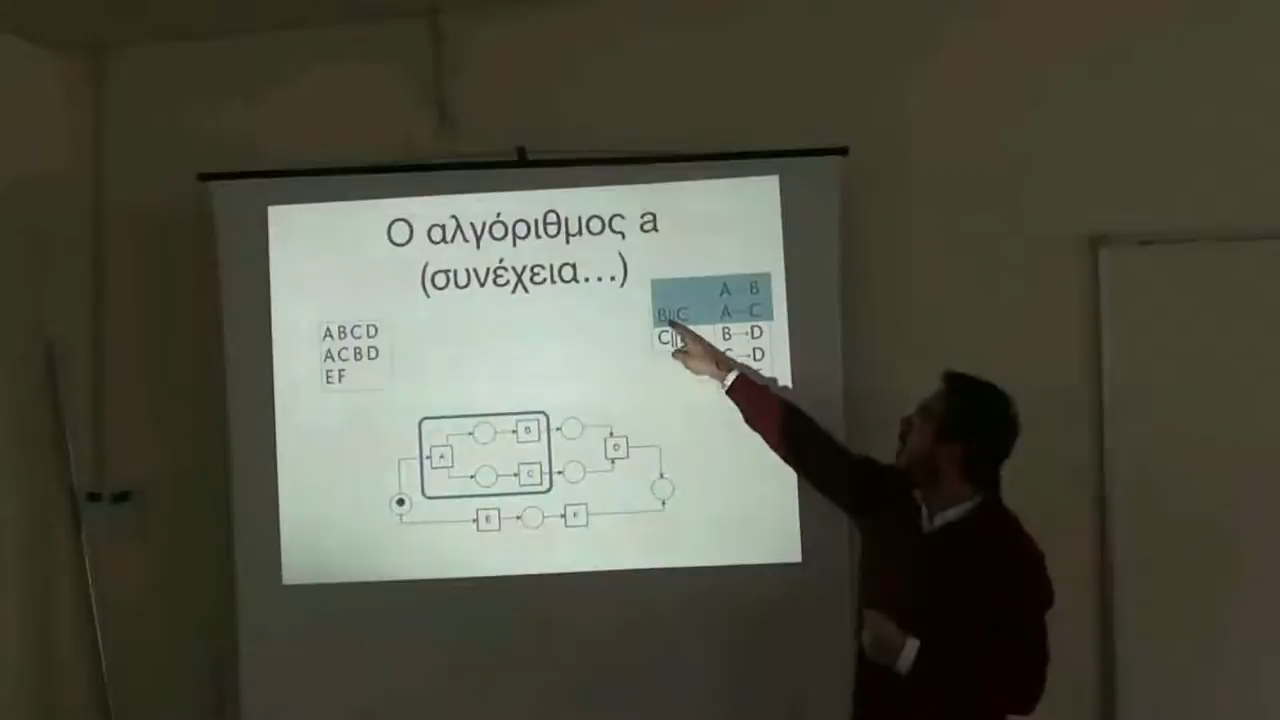 Ο αλγόριθμος a
(συνέχεια...)
ABCD
ACBD
EF
A B
B||C A→C
B→D
→D
A
B
C
D
E
F